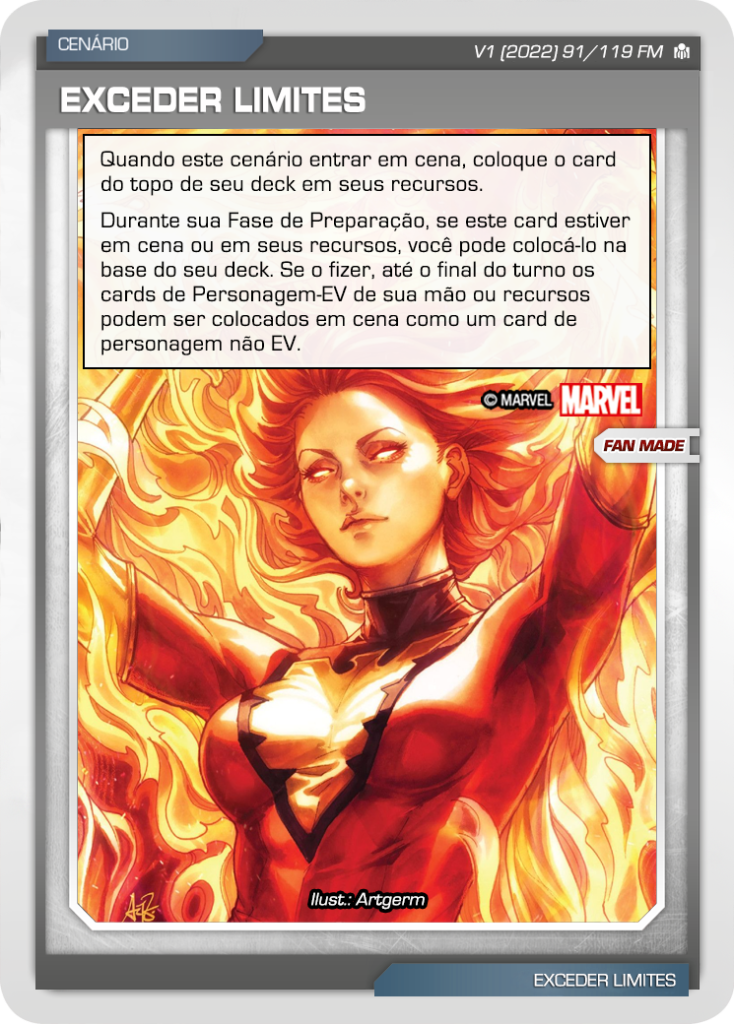 CENÁRIO
V1 (2022) 91/119 FM
EXCEDER LIMITES
Quando este cenário entrar em cena, coloque o card
do topo de seu deck em seus recursos.
Durante sua Fase de Preparação, se este card estiver
em cena ou em seus recursos, você pode colocá-lo na
base do seu deck. Se o fizer, até o final do turno os
cards de Personagem-EV de sua mão ou recursos
podem ser colocados em cena como um card de
personagem não EV.
© MARVEL MARVEL
FAN MADE
Ilust.: Artgerm
EXCEDER LIMITES